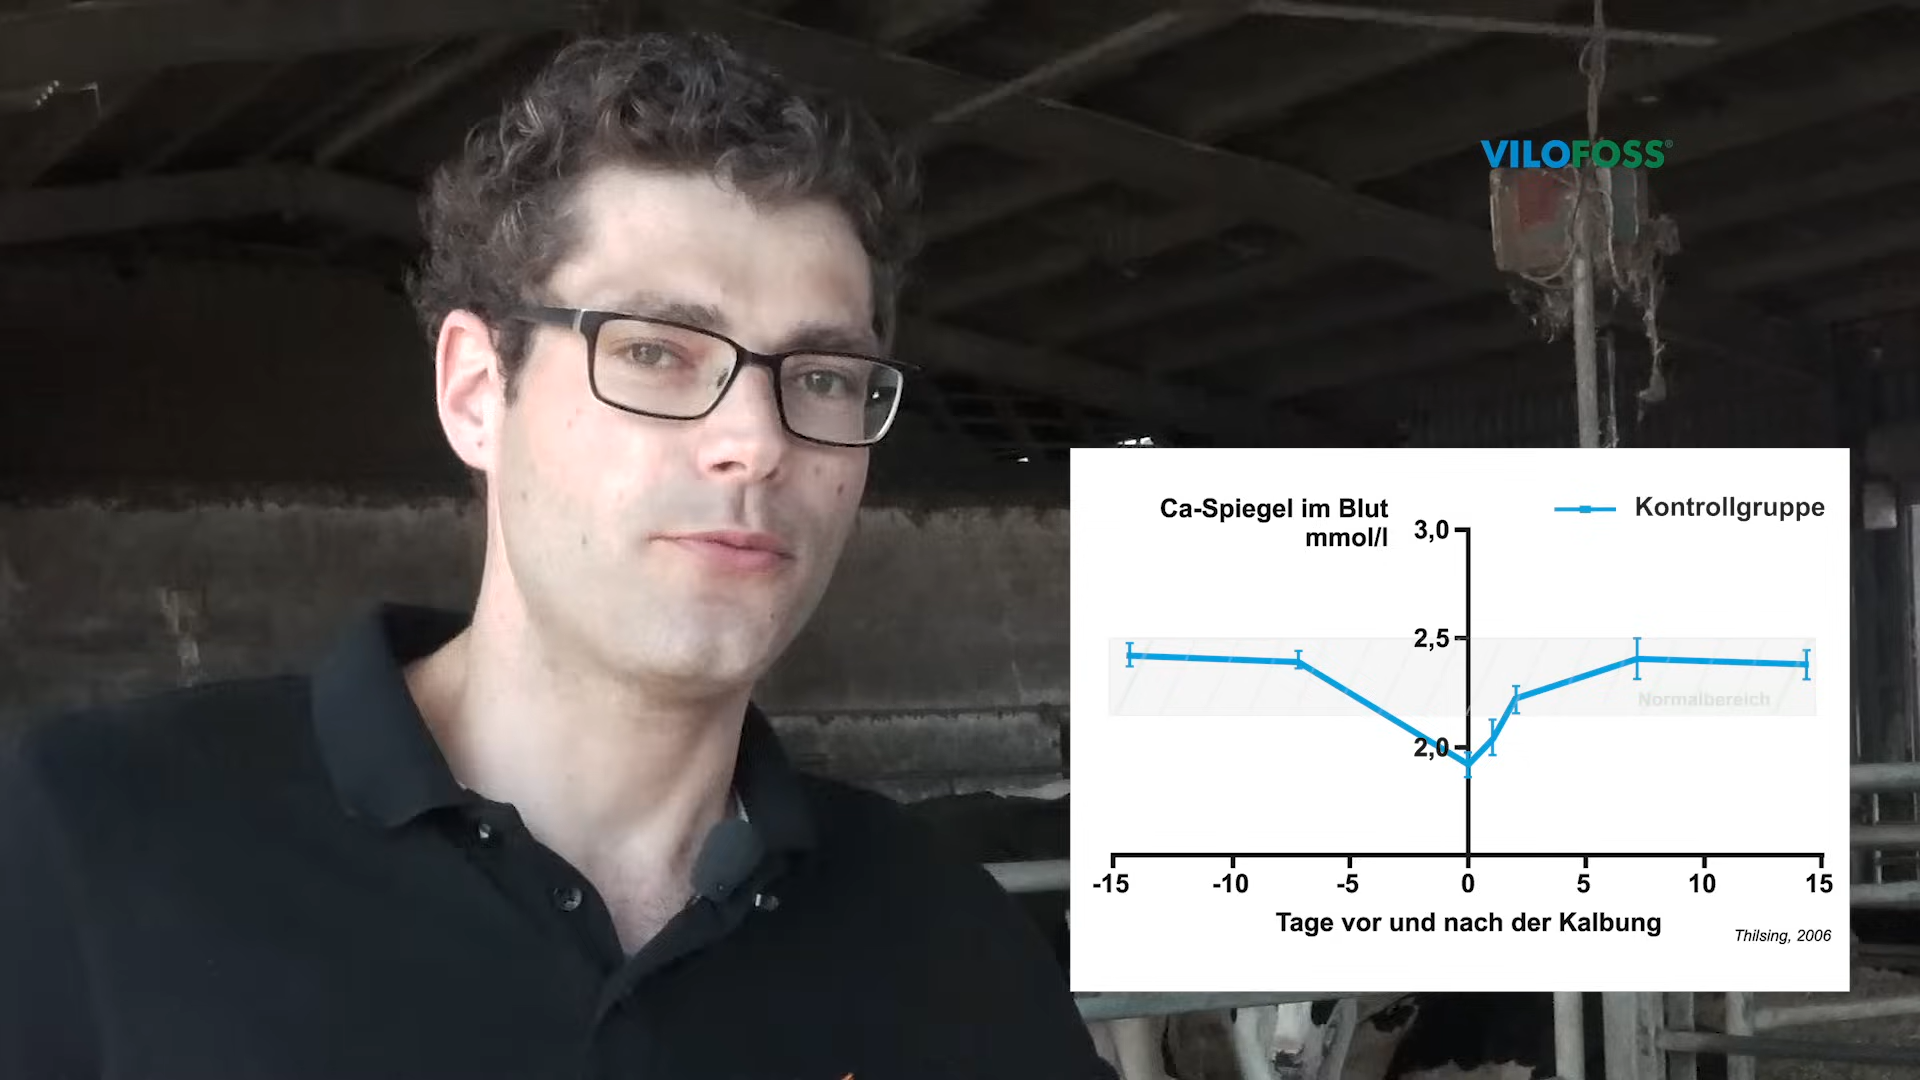 VILOFOSS®
Ca-Spiegel im Blut
mmol/l
Kontrollgruppe
3,0
2,5
Normalbereich
2,0
-15 -10 -5 0 5 10 15
Tage vor und nach der Kalbung
Thilsing, 2006